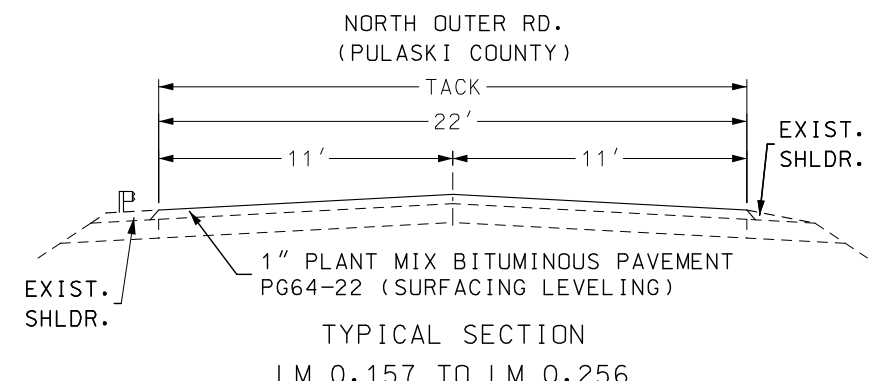 NORTH OUTER RD.
(PULASKI COUNTY)
TACK
22'
11'
11'
EXIST.
SHLDR.
1" PLANT MIX BITUMINOUS PAVEMENT
PG64-22 (SURFACING LEVELING)
EXIST.
SHLDR.
TYPICAL SECTION
LM 0.157 TO LM 0.256